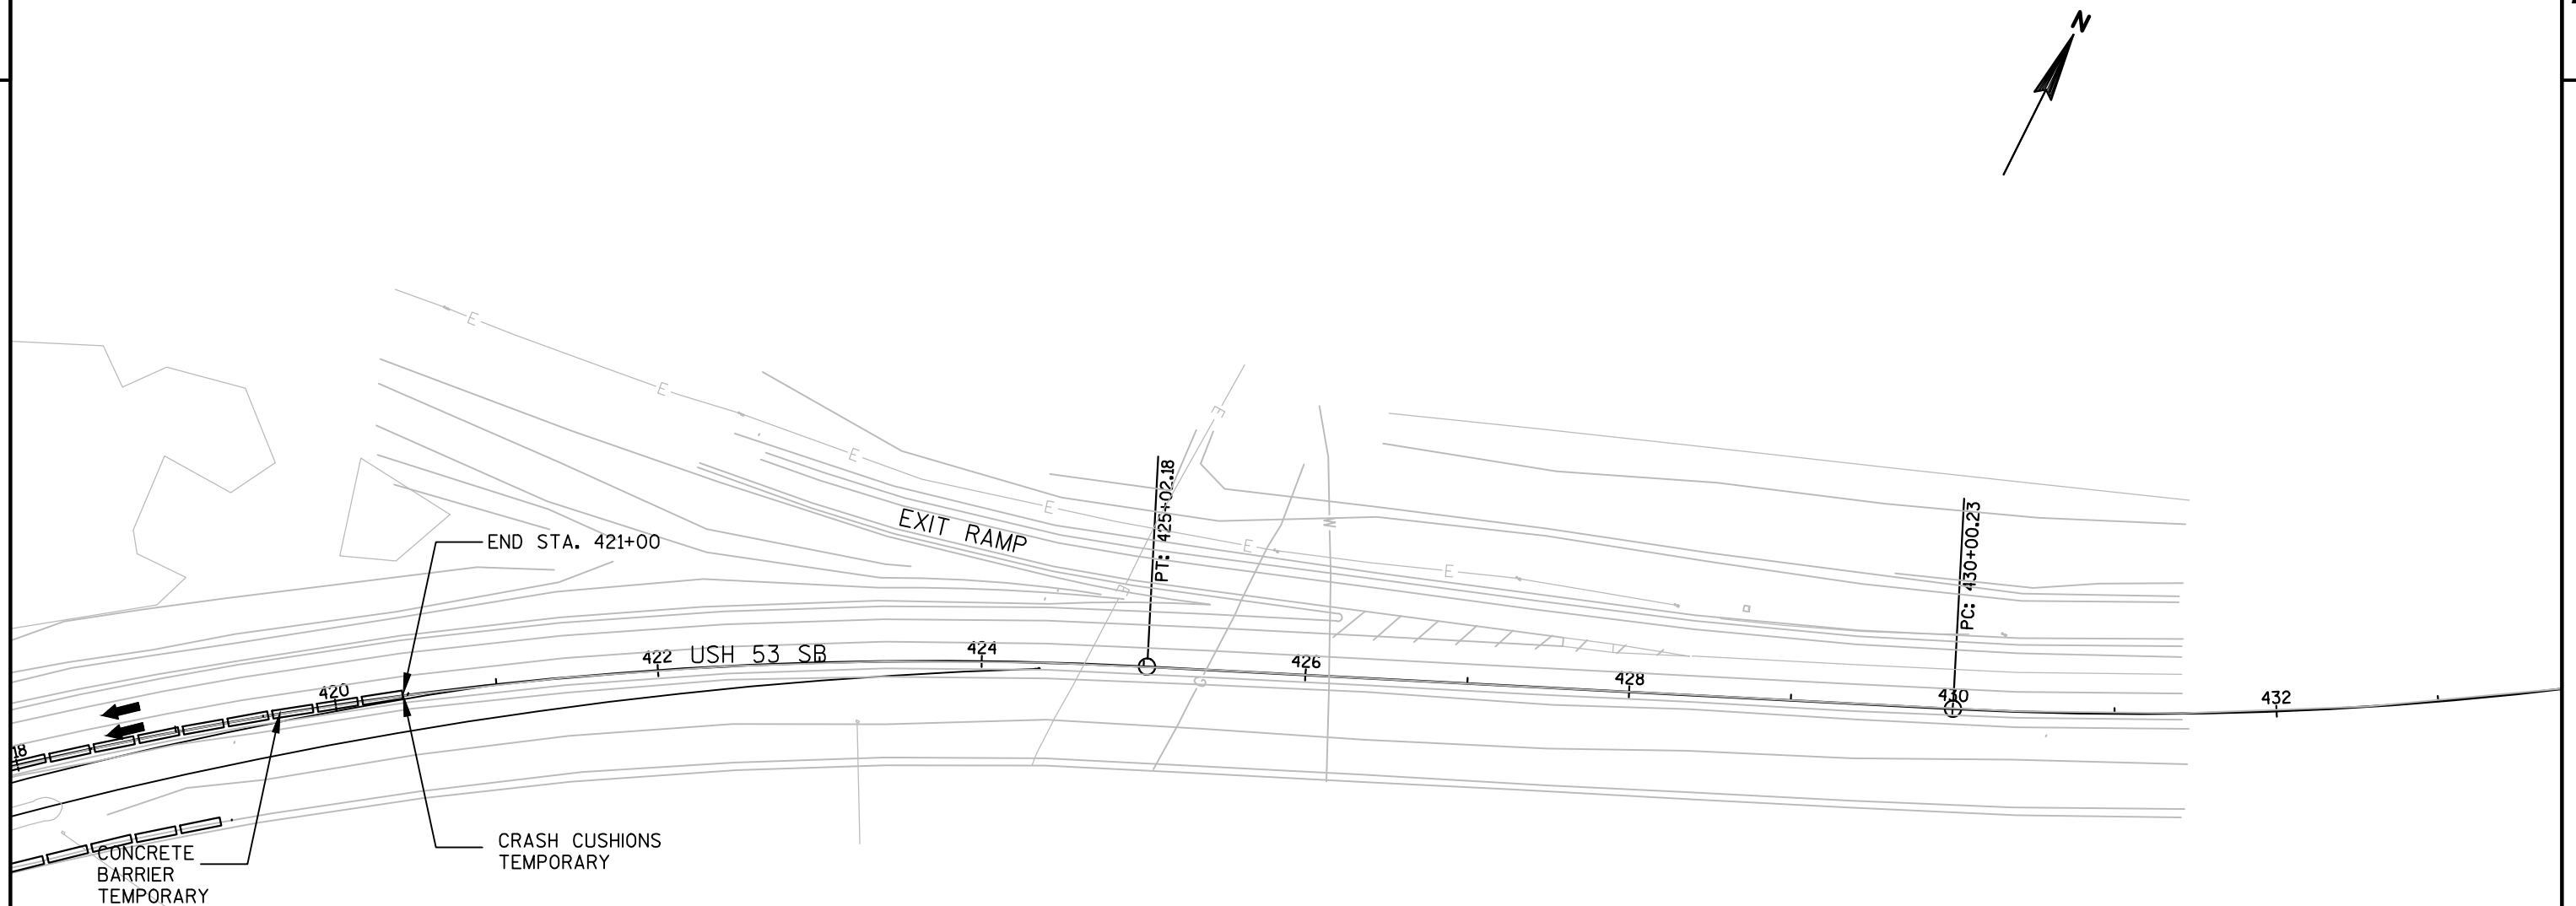 N
E
E
E
E
E
E
E
E
W
G
EXIT RAMP
PT: 425+02.18
PC: 430+00.23
END STA. 421+00
USH 53 SB
18
420
422
424
426
428
430
432
CONCRETE
BARRIER
TEMPORARY
CRASH CUSHIONS
TEMPORARY